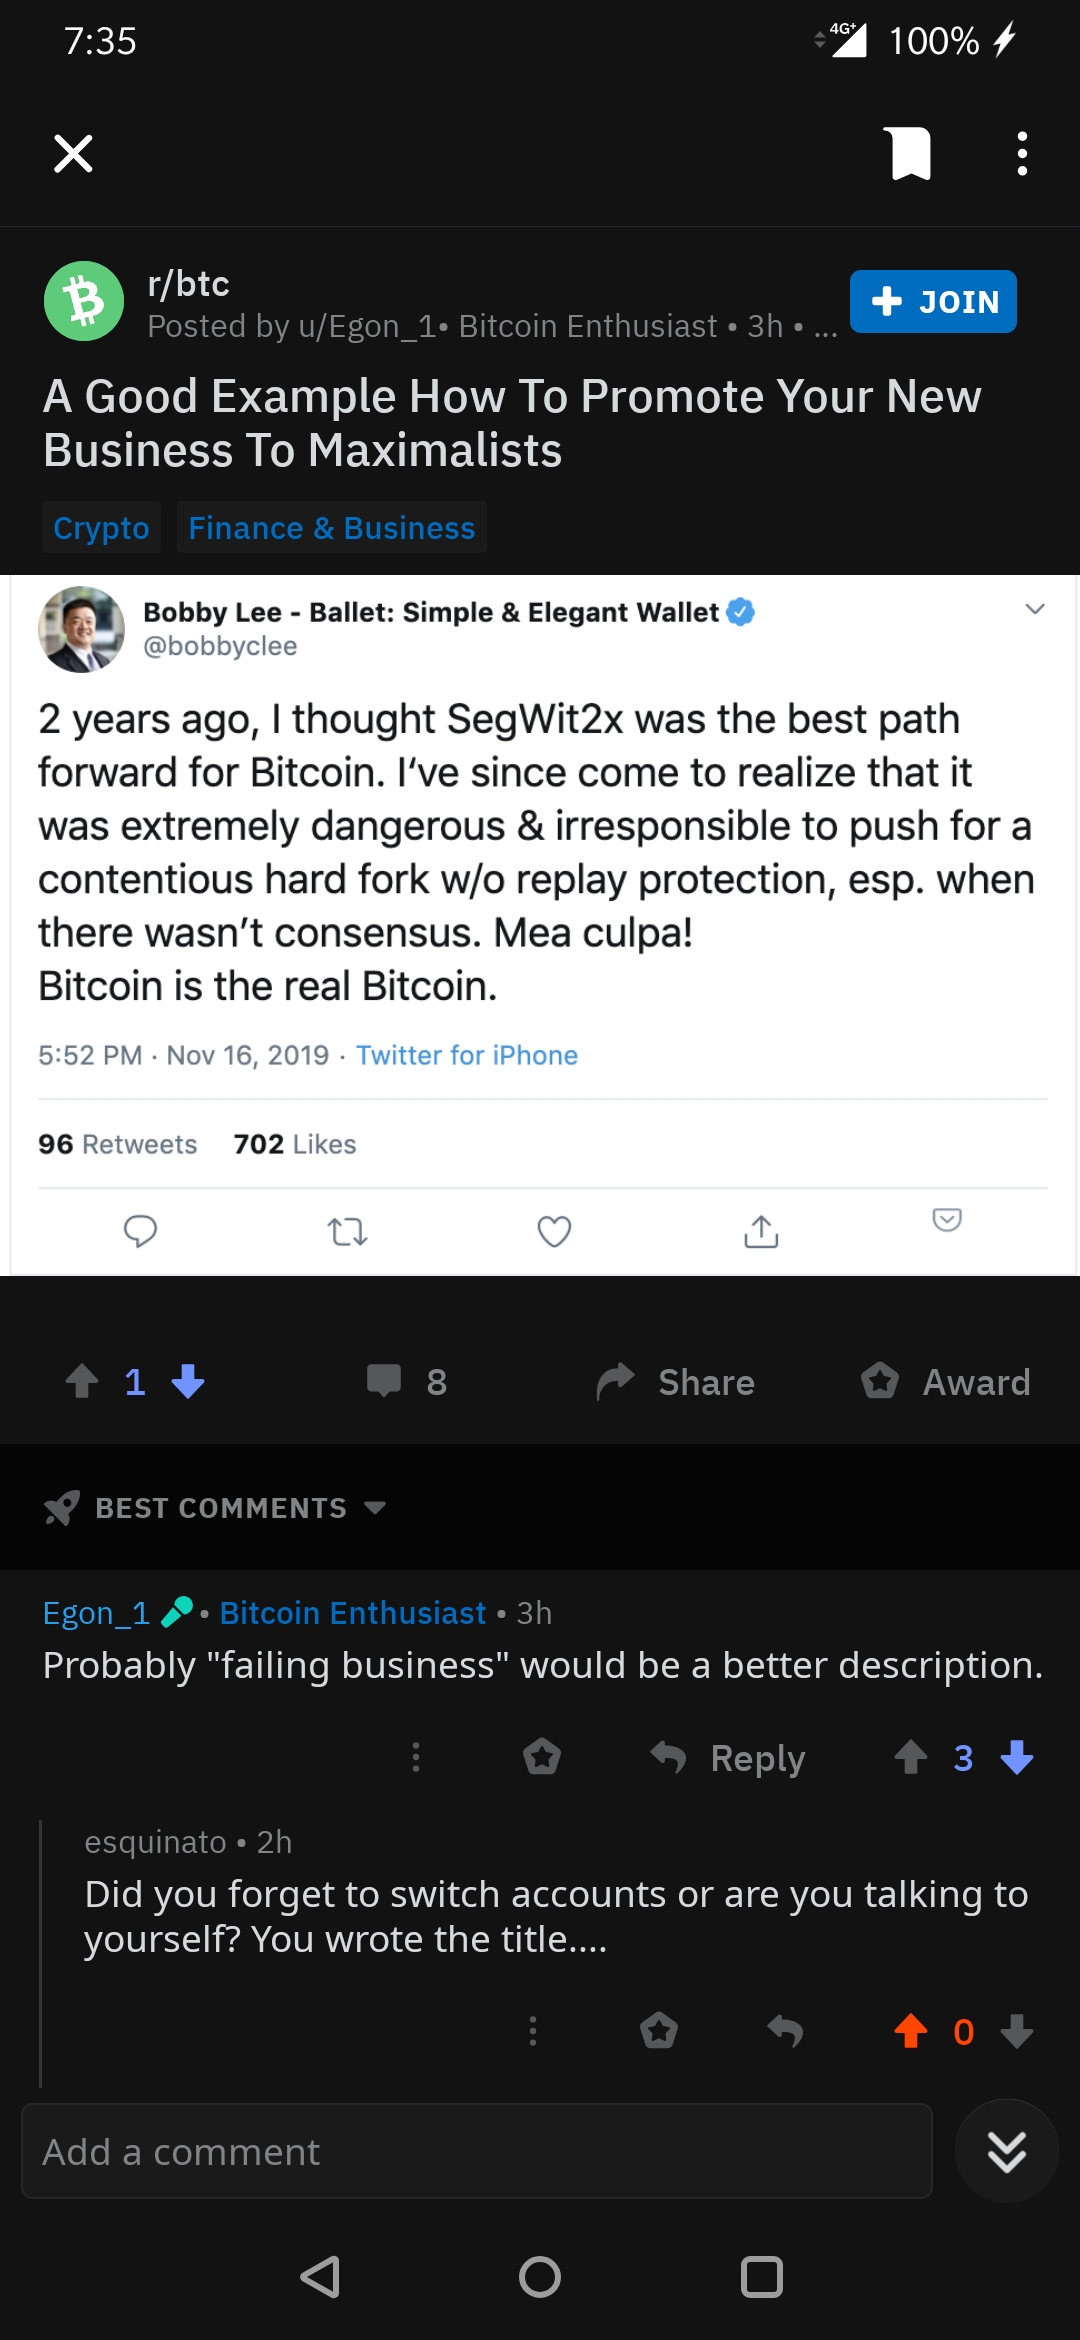 7:35
4G+ 100%
r/btc
Posted by u/Egon_1• Bitcoin Enthusiast • 3h • ...
JOIN
A Good Example How To Promote Your New
Business To Maximalists
Crypto Finance & Business
Bobby Lee - Ballet: Simple & Elegant Wallet
@bobbyclee
2 years ago, I thought SegWit2x was the best path
forward for Bitcoin. I‘ve since come to realize that it
was extremely dangerous & irresponsible to push for a
contentious hard fork w/o replay protection, esp. when
there wasn’t consensus. Mea culpa!
Bitcoin is the real Bitcoin.
5:52 PM · Nov 16, 2019 · Twitter for iPhone
96 Retweets 702 Likes
1 8 Share Award
BEST COMMENTS
Egon_1 • Bitcoin Enthusiast • 3h
Probably "failing business" would be a better description.
Reply 3
esquinato • 2h
Did you forget to switch accounts or are you talking to
yourself? You wrote the title....
0
Add a comment